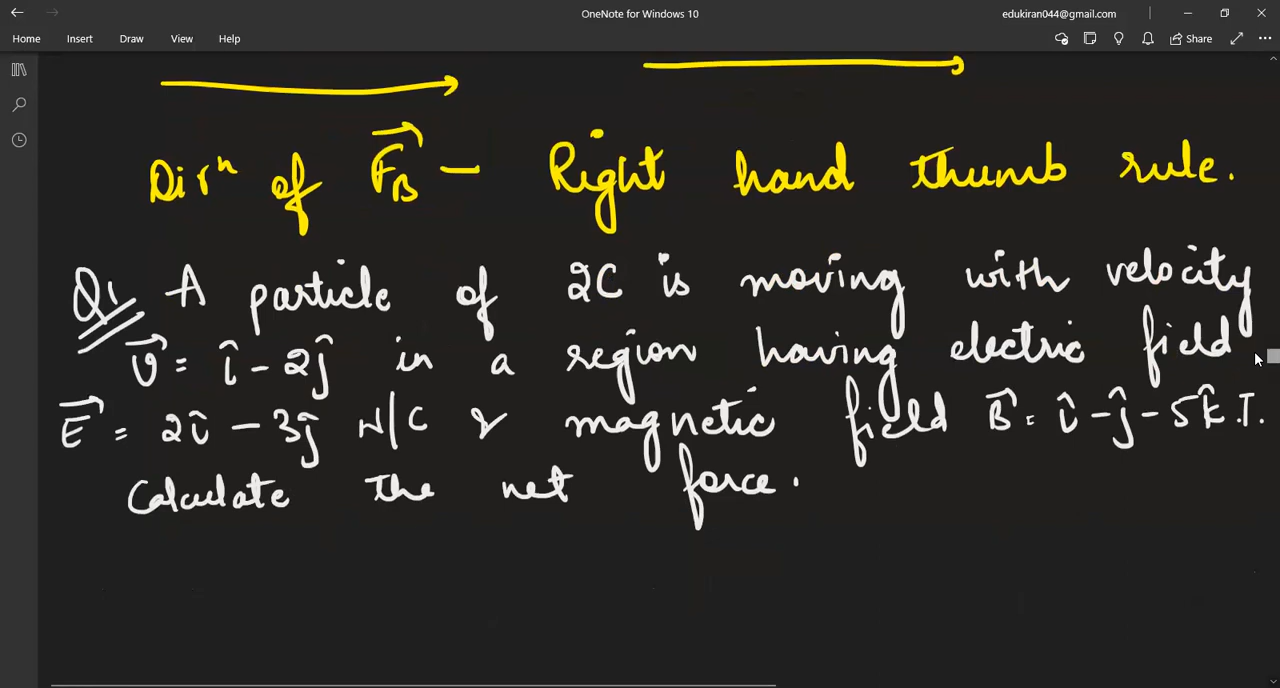 OneNote for Windows 10
edukiran044@gmail.com
Home Insert Draw View Help
Share
Dirⁿ of F⃗_B — Right hand thumb rule.
Q1 A particle of 2C is moving with velocity
v⃗ = î - 2ĵ in a region having electric field
E⃗ = 2î - 3ĵ N/C & magnetic field B⃗ = î - ĵ - 5k̂ T.
Calculate the net force.